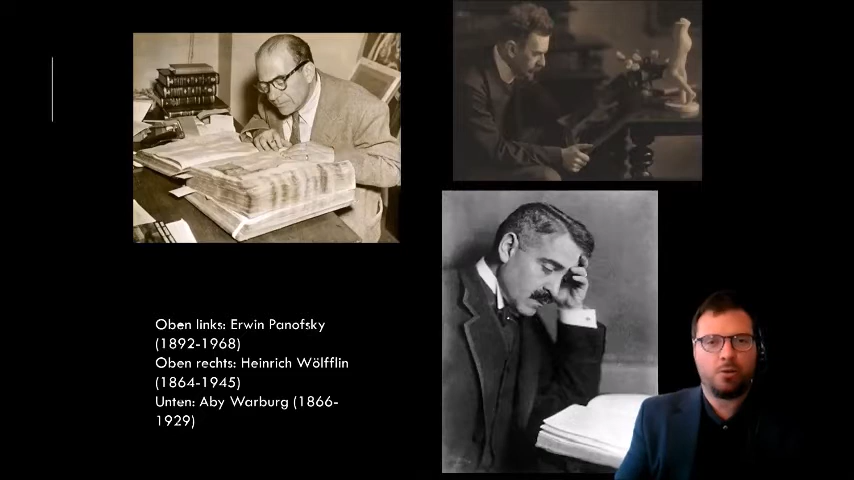 Oben links: Erwin Panofsky
(1892-1968)
Oben rechts: Heinrich Wölfflin
(1864-1945)
Unten: Aby Warburg (1866-
1929)